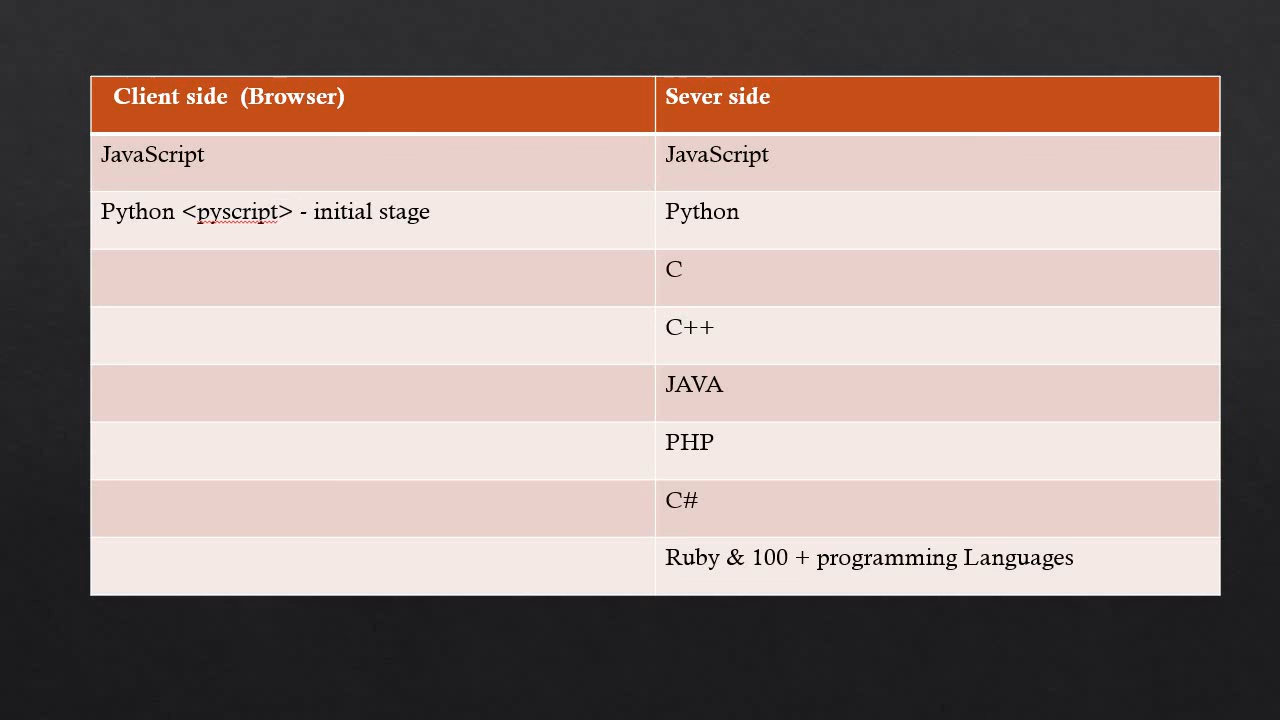 Client side (Browser)
Sever side
JavaScript
JavaScript
Python <pyscript> - initial stage
Python
C
C++
JAVA
PHP
C#
Ruby & 100 + programming Languages